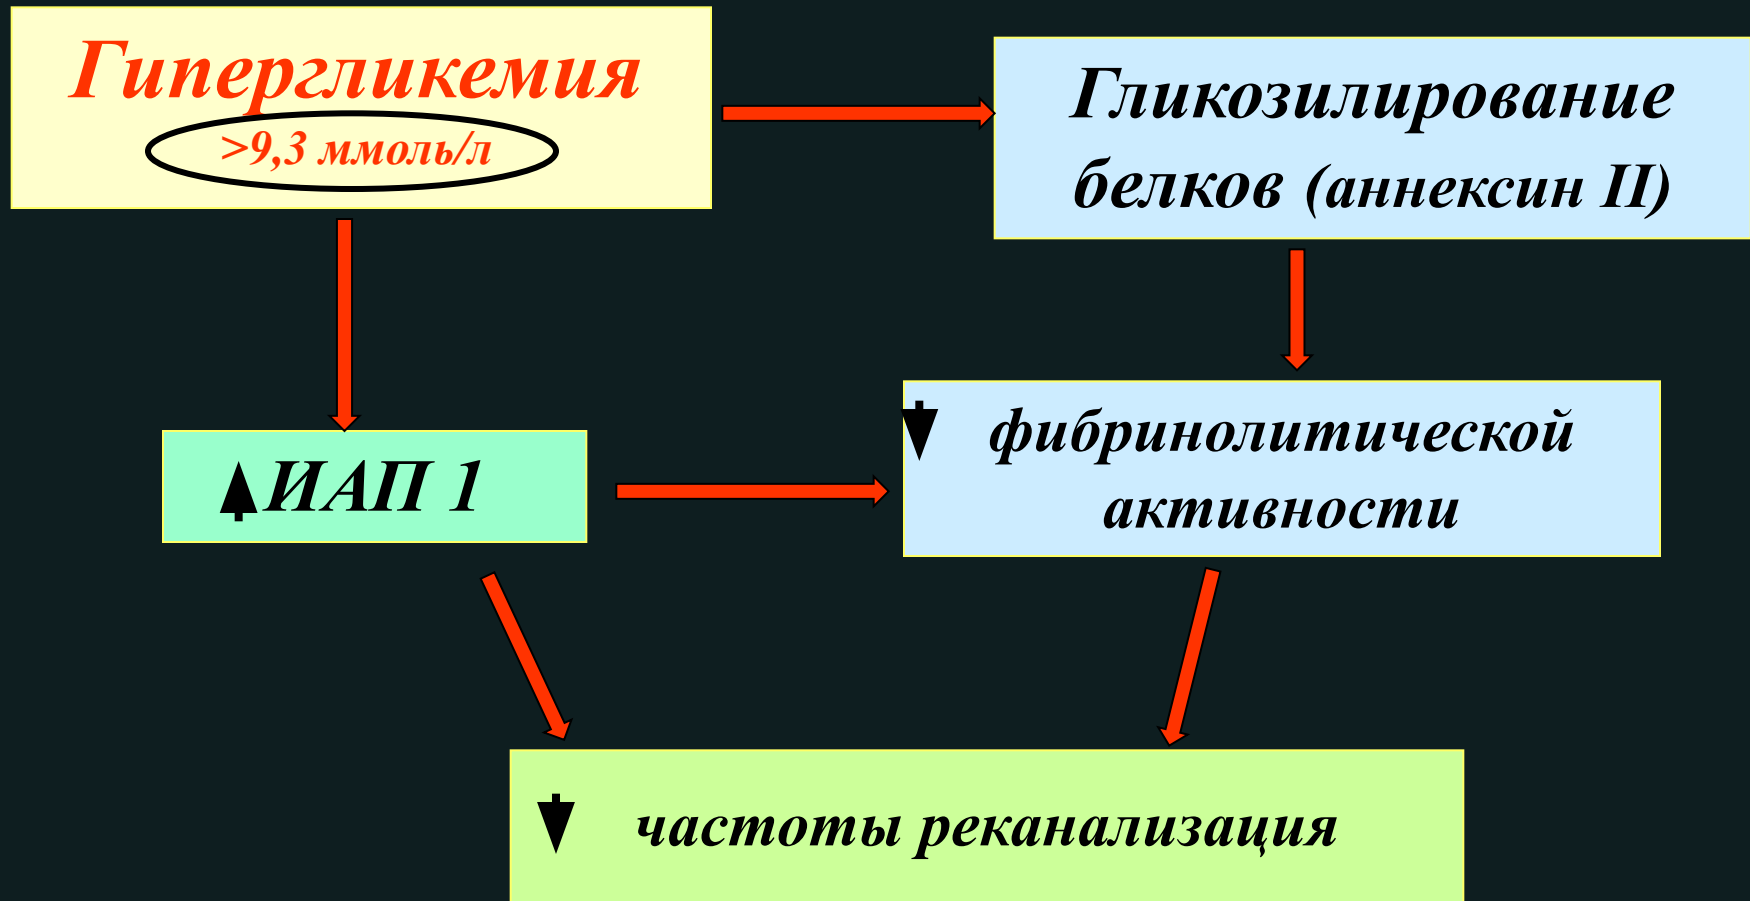 Гипергликемия
>9,3 ммоль/л
Гликозилирование
белков (аннексин II)
ИАП 1
фибринолитической
активности
частоты реканализация